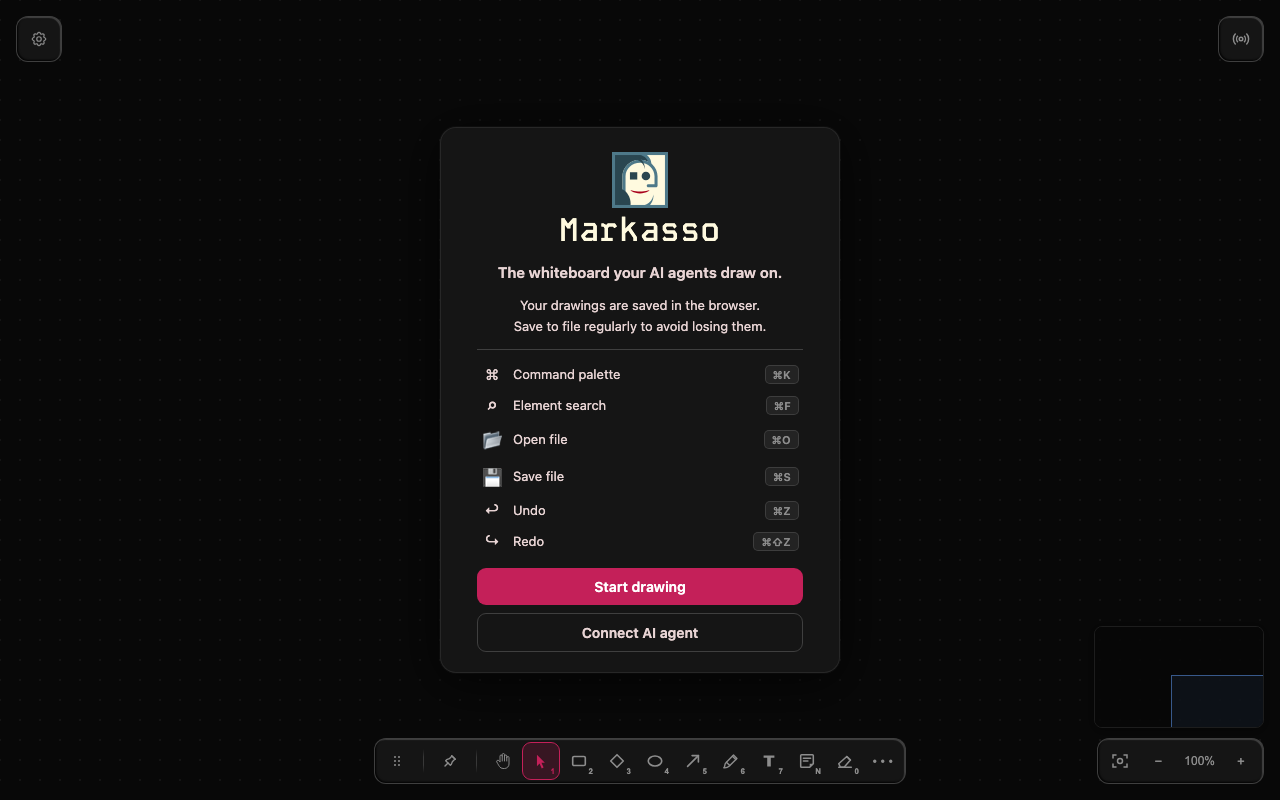 Markasso
The whiteboard your AI agents draw on.
Your drawings are saved in the browser.
Save to file regularly to avoid losing them.
⌘ Command palette ⌘K
Element search ⌘F
Open file ⌘O
Save file ⌘S
Undo ⌘Z
Redo ⌘⇧Z
Start drawing
Connect AI agent
1 2 3 4 5 6 T 7 N 0
− 100% +